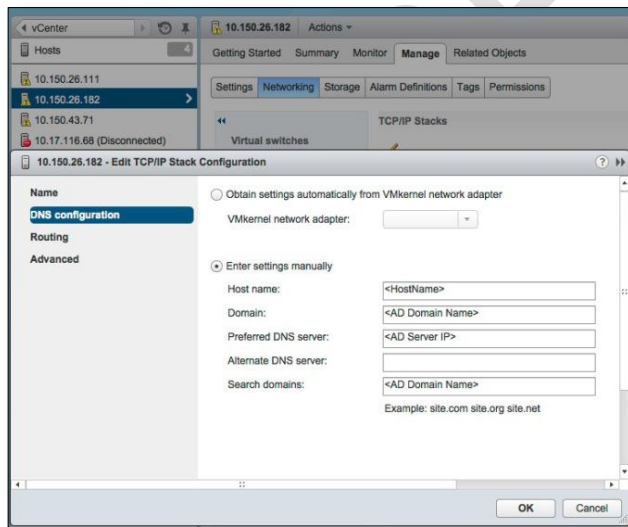 vCenter
10.150.26.182 Actions
Hosts 4
Getting Started Summary Monitor Manage Related Objects
10.150.26.111
Settings Networking Storage Alarm Definitions Tags Permissions
10.150.26.182
10.150.43.71
TCP/IP Stacks
10.17.116.68 (Disconnected)
Virtual switches
10.150.26.182 - Edit TCP/IP Stack Configuration
Name
DNS configuration
Routing
Advanced
Obtain settings automatically from VMkernel network adapter
VMkernel network adapter:
Enter settings manually
Host name: <HostName>
Domain: <AD Domain Name>
Preferred DNS server: <AD Server IP>
Alternate DNS server:
Search domains: <AD Domain Name>
Example: site.com site.org site.net
OK Cancel